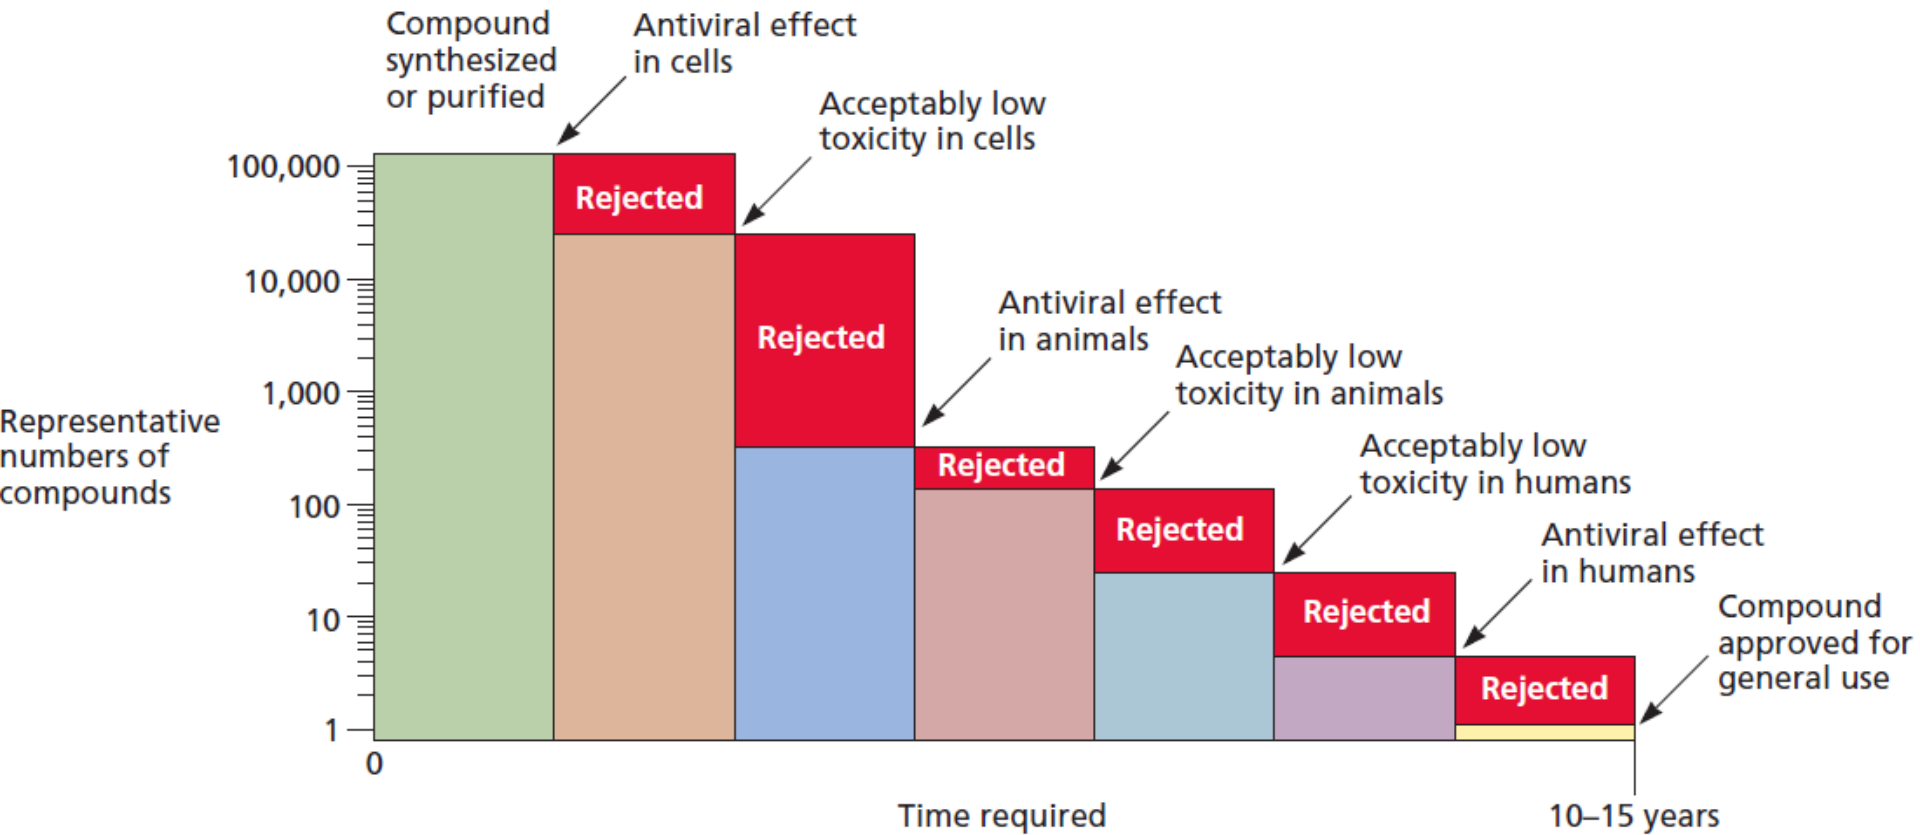 Compound
synthesized
or purified
Antiviral effect
in cells
Acceptably low
toxicity in cells
Antiviral effect
in animals
Acceptably low
toxicity in animals
Acceptably low
toxicity in humans
Antiviral effect
in humans
Compound
approved for
general use
Representative
numbers of
compounds
100,000
10,000
1,000
100
10
1
Rejected
Rejected
Rejected
Rejected
Rejected
Rejected
0
Time required
10–15 years